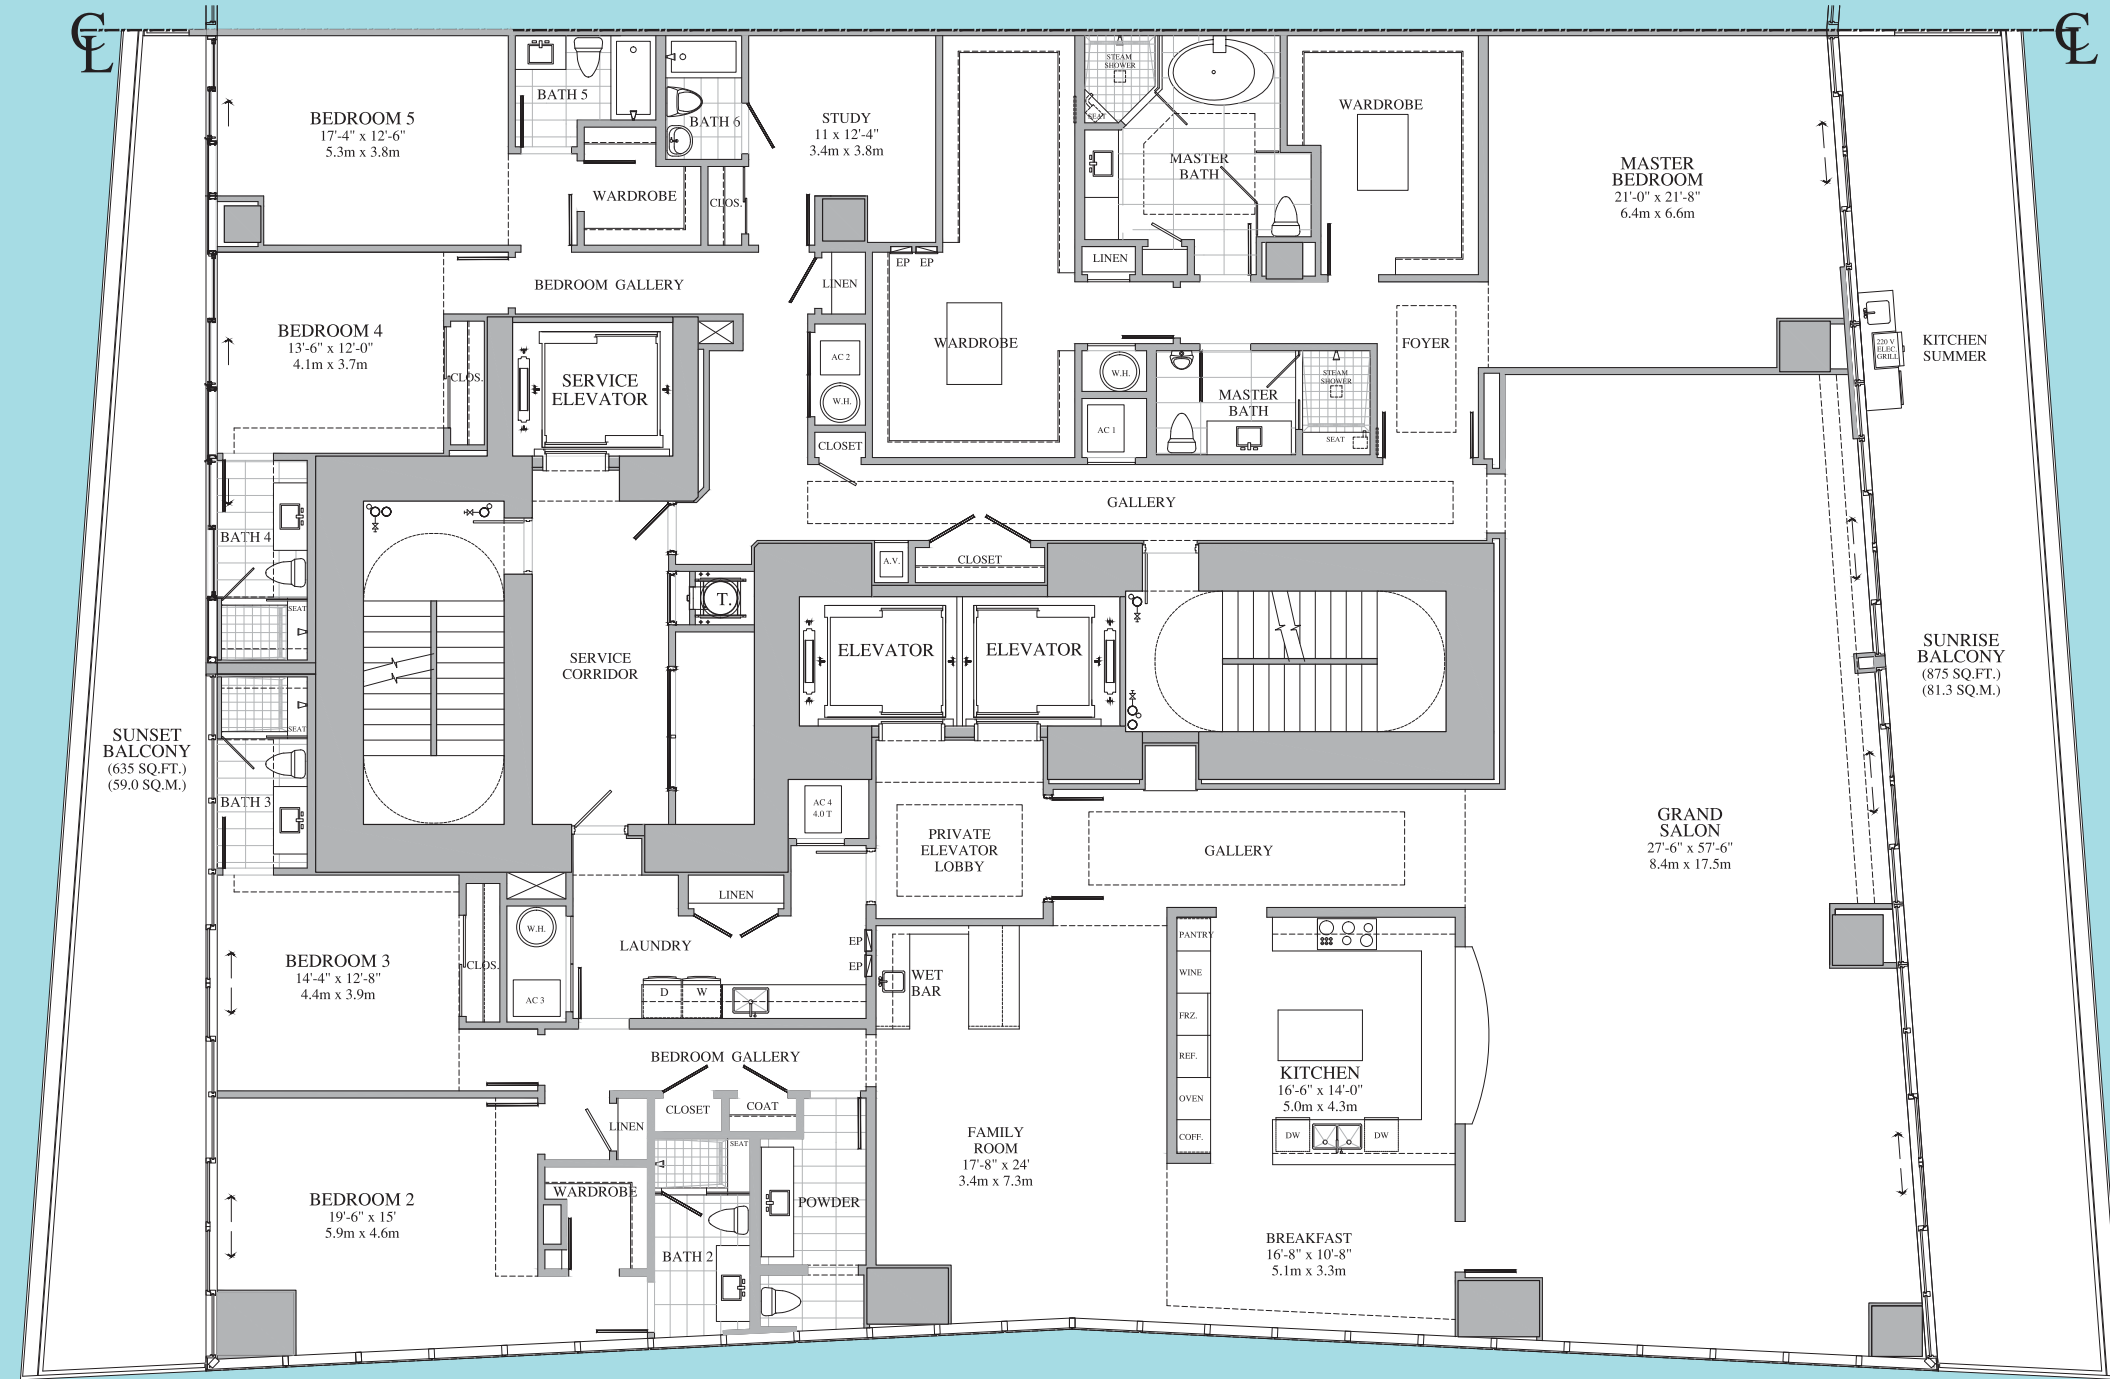 CL
CL
BEDROOM 5
17'-4" x 12'-6"
5.3m x 3.8m
BATH 5
BATH 6
WARDROBE
CLOS.
STUDY
11 x 12'-4"
3.4m x 3.8m
STEAM
SHOWER
SEAT
MASTER
BATH
WARDROBE
MASTER
BEDROOM
21'-0" x 21'-8"
6.4m x 6.6m
LINEN
EP
EP
BEDROOM GALLERY
LINEN
BEDROOM 4
13'-6" x 12'-0"
4.1m x 3.7m
CLOS.
SERVICE
ELEVATOR
AC 2
W.H.
CLOSET
WARDROBE
W.H.
AC 1
MASTER
BATH
STEAM
SHOWER
SEAT
FOYER
220 V
ELEC.
GRILL
KITCHEN
SUMMER
GALLERY
BATH 4
SEAT
A.V.
CLOSET
T.
SERVICE
CORRIDOR
ELEVATOR
ELEVATOR
SUNRISE
BALCONY
(875 SQ.FT.)
(81.3 SQ.M.)
SUNSET
BALCONY
(635 SQ.FT.)
(59.0 SQ.M.)
SEAT
BATH 3
AC 4
4.0 T
PRIVATE
ELEVATOR
LOBBY
GALLERY
GRAND
SALON
27'-6" x 57'-6"
8.4m x 17.5m
LINEN
W.H.
AC 3
CLOS.
LAUNDRY
EP
EP
D
W
BEDROOM 3
14'-4" x 12'-8"
4.4m x 3.9m
WET
BAR
PANTRY
WINE
FRZ.
REF.
OVEN
COFF.
KITCHEN
16'-6" x 14'-0"
5.0m x 4.3m
DW
DW
BEDROOM GALLERY
CLOSET
COAT
LINEN
SEAT
FAMILY
ROOM
17'-8" x 24'
3.4m x 7.3m
BEDROOM 2
19'-6" x 15'
5.9m x 4.6m
WARDROBE
BATH 2
POWDER
BREAKFAST
16'-8" x 10'-8"
5.1m x 3.3m